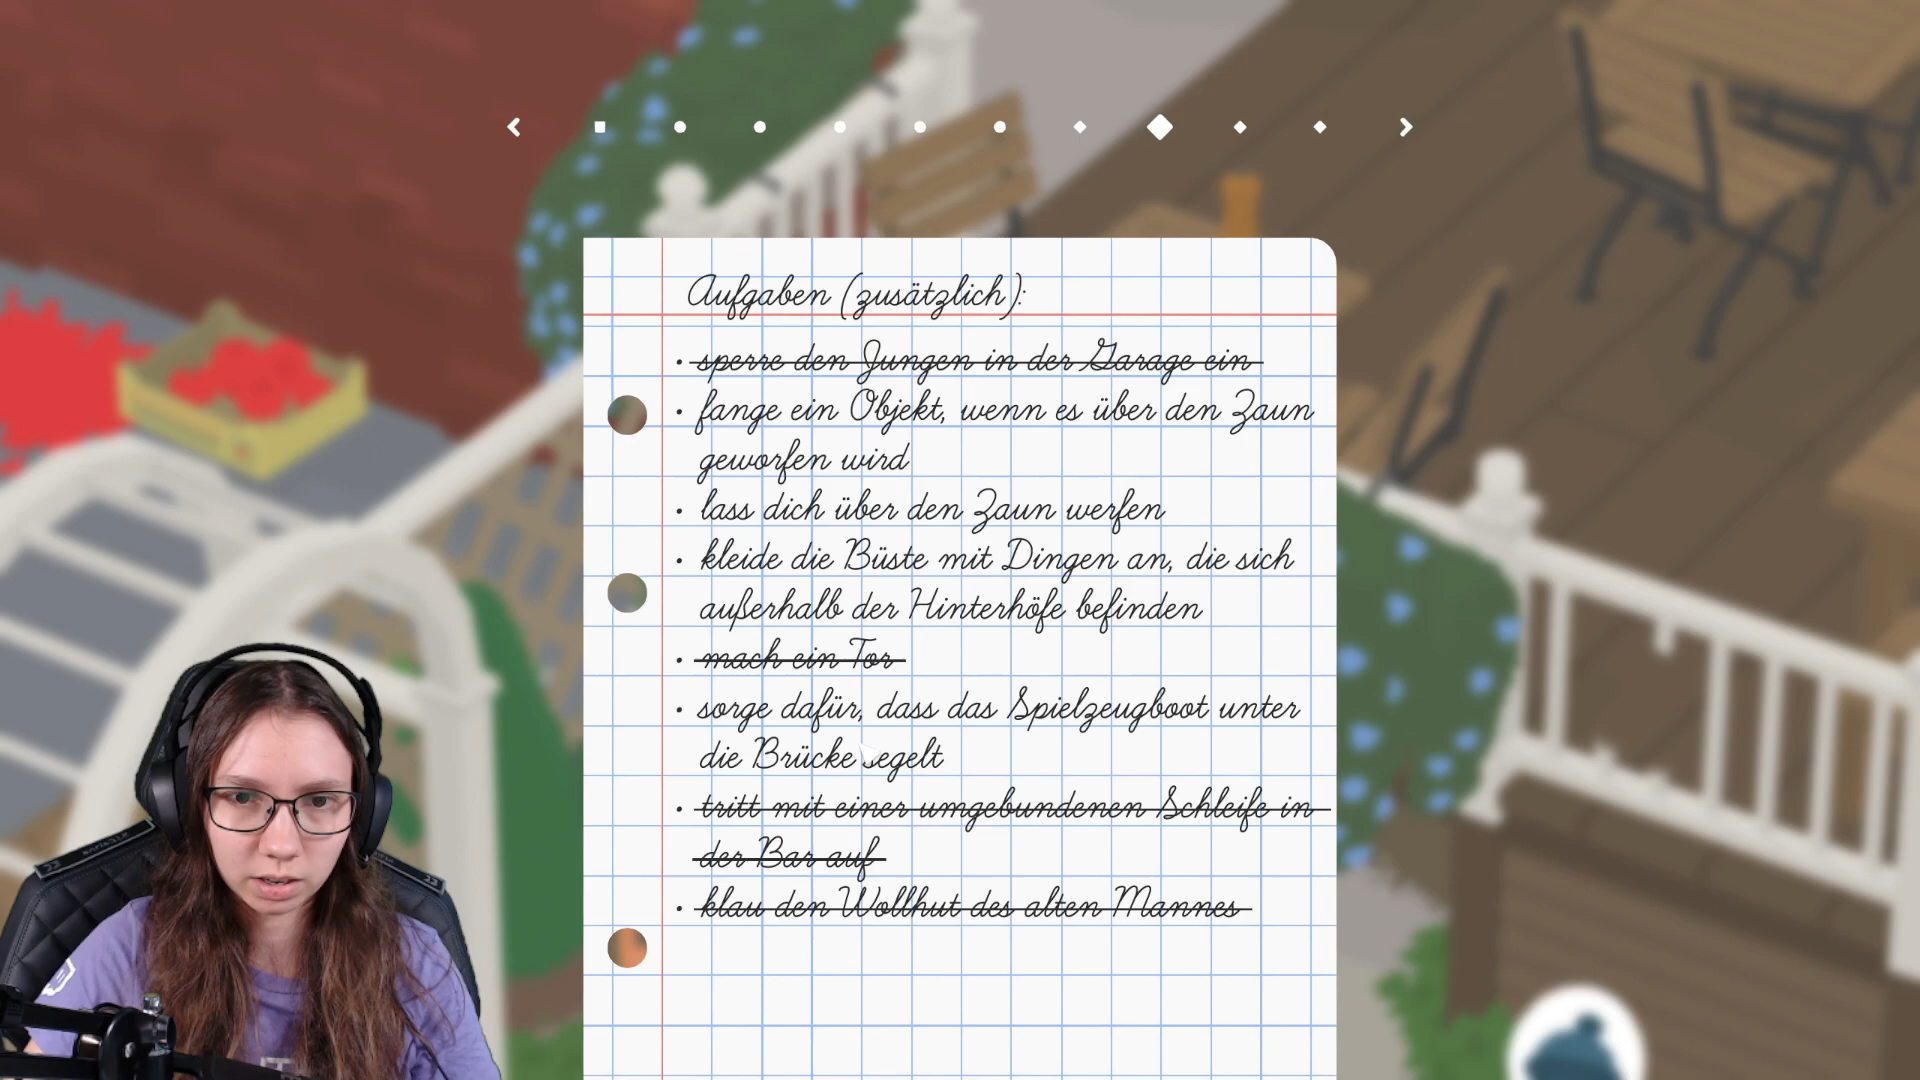 Aufgaben (zusätzlich):
• sperre den Jungen in der Garage ein
• fange ein Objekt, wenn es über den Zaun
geworfen wird
• lass dich über den Zaun werfen
• kleide die Büste mit Dingen an, die sich
außerhalb der Hinterhöfe befinden
• mach ein Tor
• sorge dafür, dass das Spielzeugboot unter
die Brücke segelt
• tritt mit einer umgebundenen Schleife in
der Bar auf
• klau den Wollhut des alten Mannes